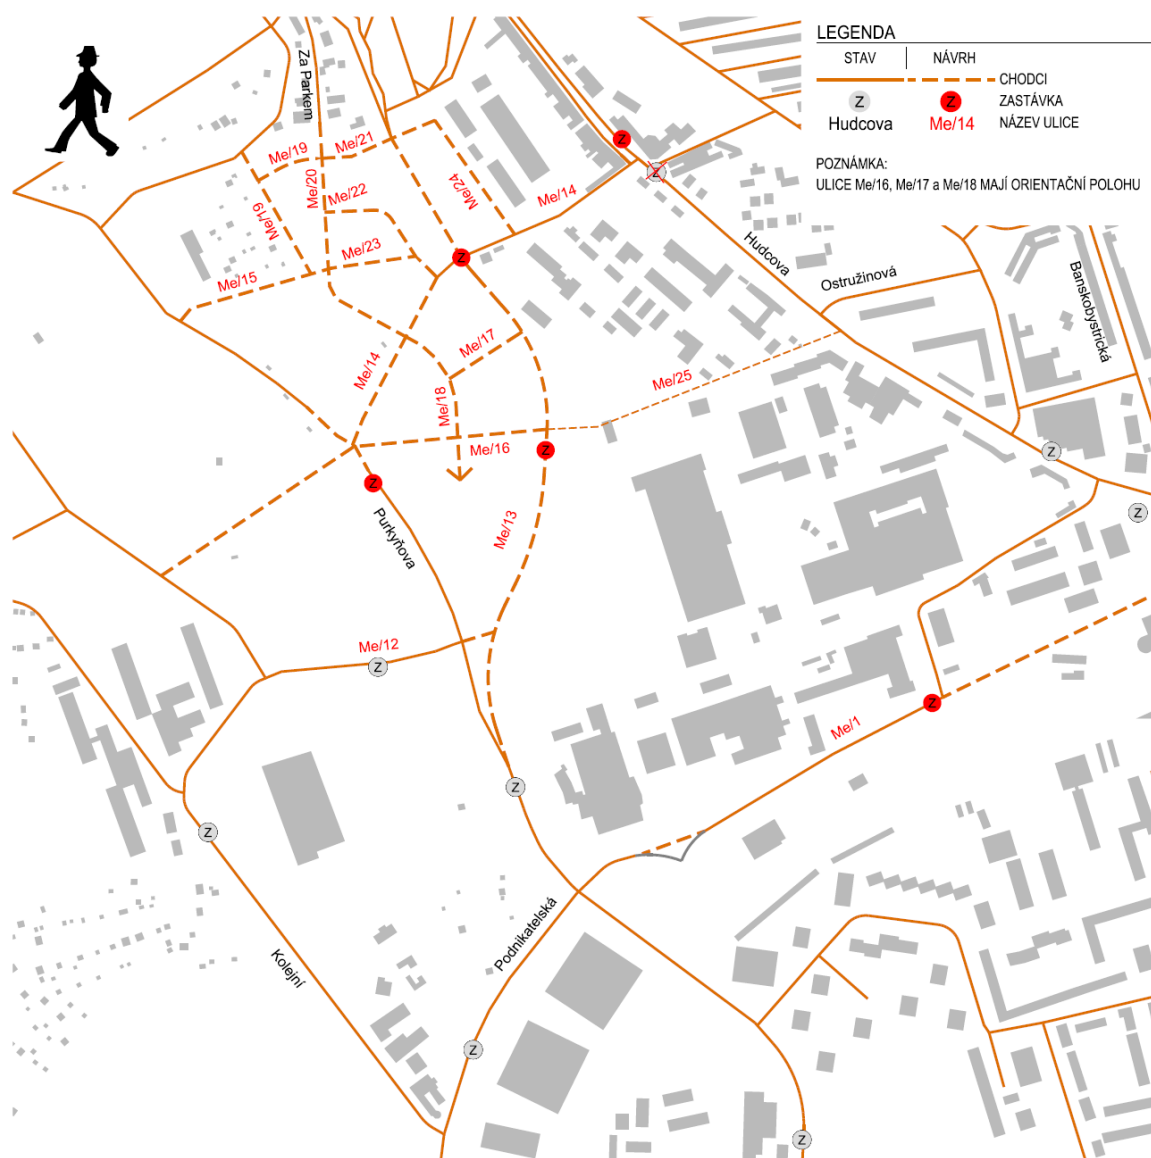 LEGENDA
STAV
NÁVRH
CHODCI
Z
Z
ZASTÁVKA
Hudcova
Me/14
NÁZEV ULICE
POZNÁMKA:
ULICE Me/16, Me/17 a Me/18 MAJÍ ORIENTAČNÍ POLOHU
Za Parkem
Me/21
Me/19
Z
Z
Me/20
Me/22
Me/24
Me/14
Me/19
Me/23
Hudcova
Z
Me/15
Ostružinová
Banskobystrická
Me/17
Me/14
Me/25
Me/18
Me/16
Z
Z
Z
Z
Purkyňova
Me/13
Me/12
Z
Z
Me/1
Z
Z
Podnikatelská
Kolejní
Z
Z